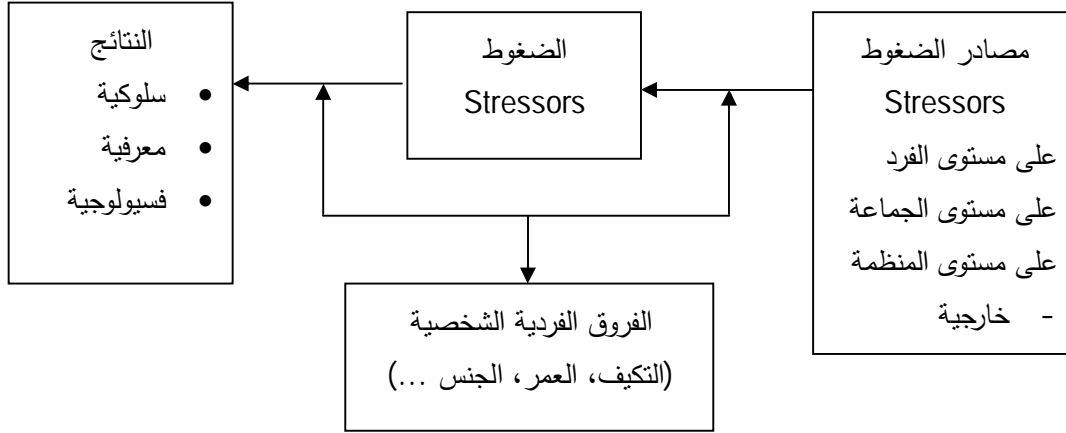 مصادر الضغوط
Stressors
على مستوى الفرد
على مستوى الجماعة
على مستوى المنظمة
- خارجية
الضغوط
Stressors
النتائج
• سلوكية
• معرفية
• فسيولوجية
الفروق الفردية الشخصية
(التكيف، العمر، الجنس ...)